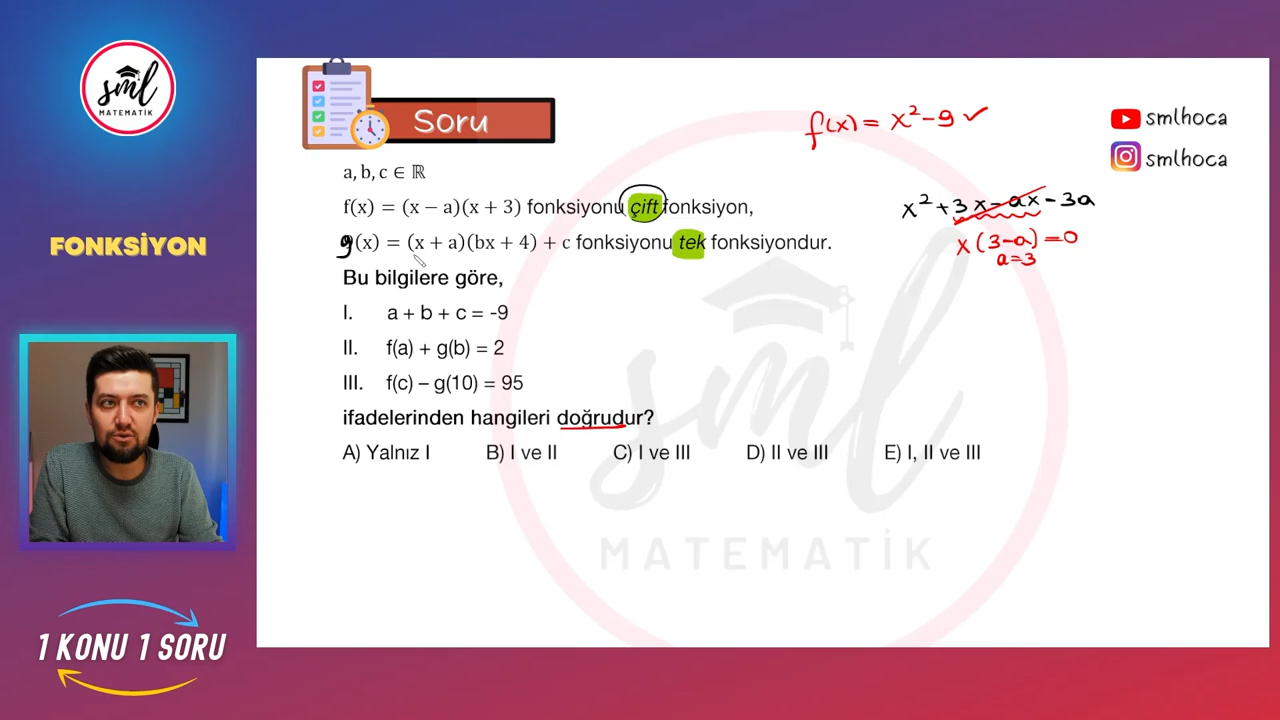 sml
MATEMATİK
FONKSİYON
1 KONU 1 SORU
Soru
f(x) = x² - 9 ✓
smlhoca
smlhoca
a, b, c ∈ ℝ
f(x) = (x − a)(x + 3) fonksiyonu çift fonksiyon,
g(x) = (x + a)(bx + 4) + c fonksiyonu tek fonksiyondur.
x² + 3x - ax - 3a
x(3-a) = 0
a=3
Bu bilgilere göre,
I. a + b + c = -9
II. f(a) + g(b) = 2
III. f(c) – g(10) = 95
ifadelerinden hangileri doğrudur?
A) Yalnız I B) I ve II C) I ve III D) II ve III E) I, II ve III
sml
MATEMATİK